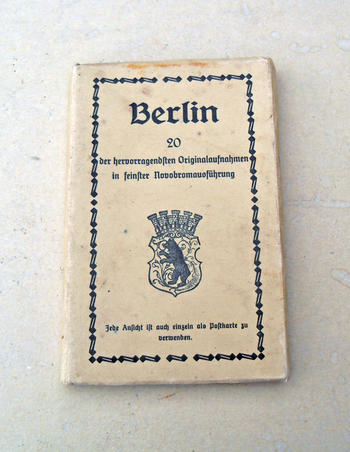 Berlin
20
der hervorragendsten Originalaufnahmen
in feinster Novobromausführung
Jede Ansicht ist auch einzeln als Postkarte zu
verwenden.